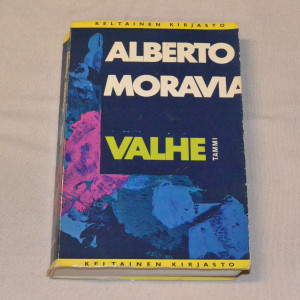 KELTAINEN KIRJASTO
ALBERTO
MORAVIA
VALHE
TAMMI
KELTAINEN KIRJASTO